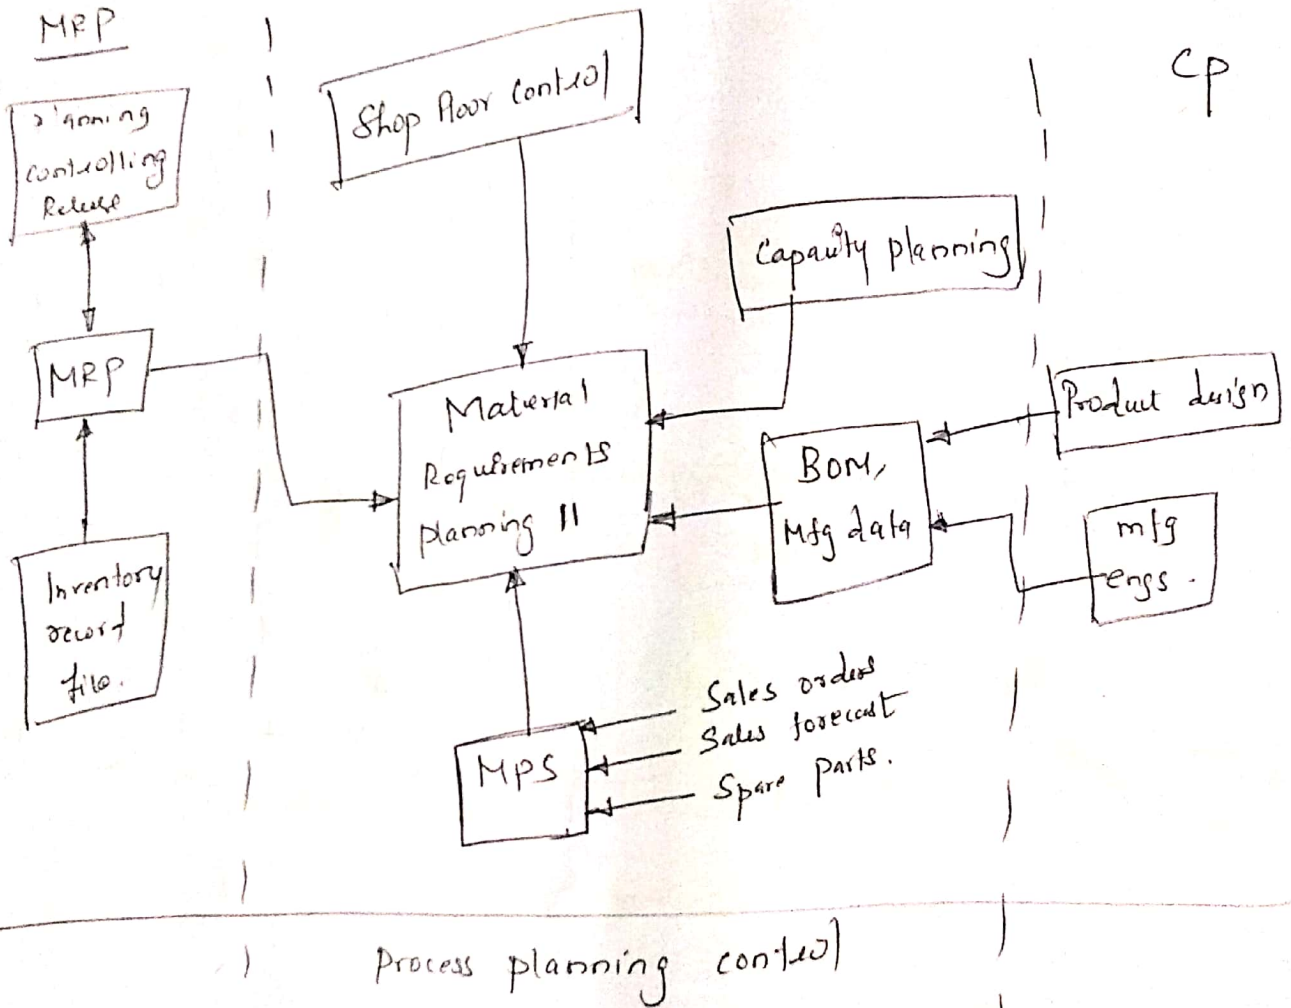 MRP
Planning
controlling
Release
MRP
Inventory
record
file.
Shop floor control
Capacity planning
Material
Requirements
planning II
BOM,
Mfg data
MPS
Sales orders
Sales forecast
Spare parts.
CP
Product design
mfg
engs.
Process planning control